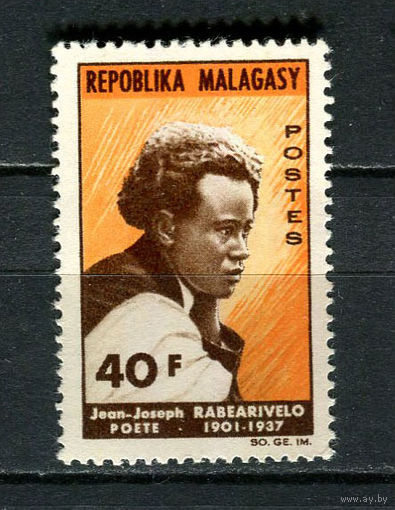 REPOBLIKA MALAGASY
POSTES
40 F
Jean-Joseph RABEARIVELO
POETE . 1901-1937
SO. GE. IM.
www.ay.by